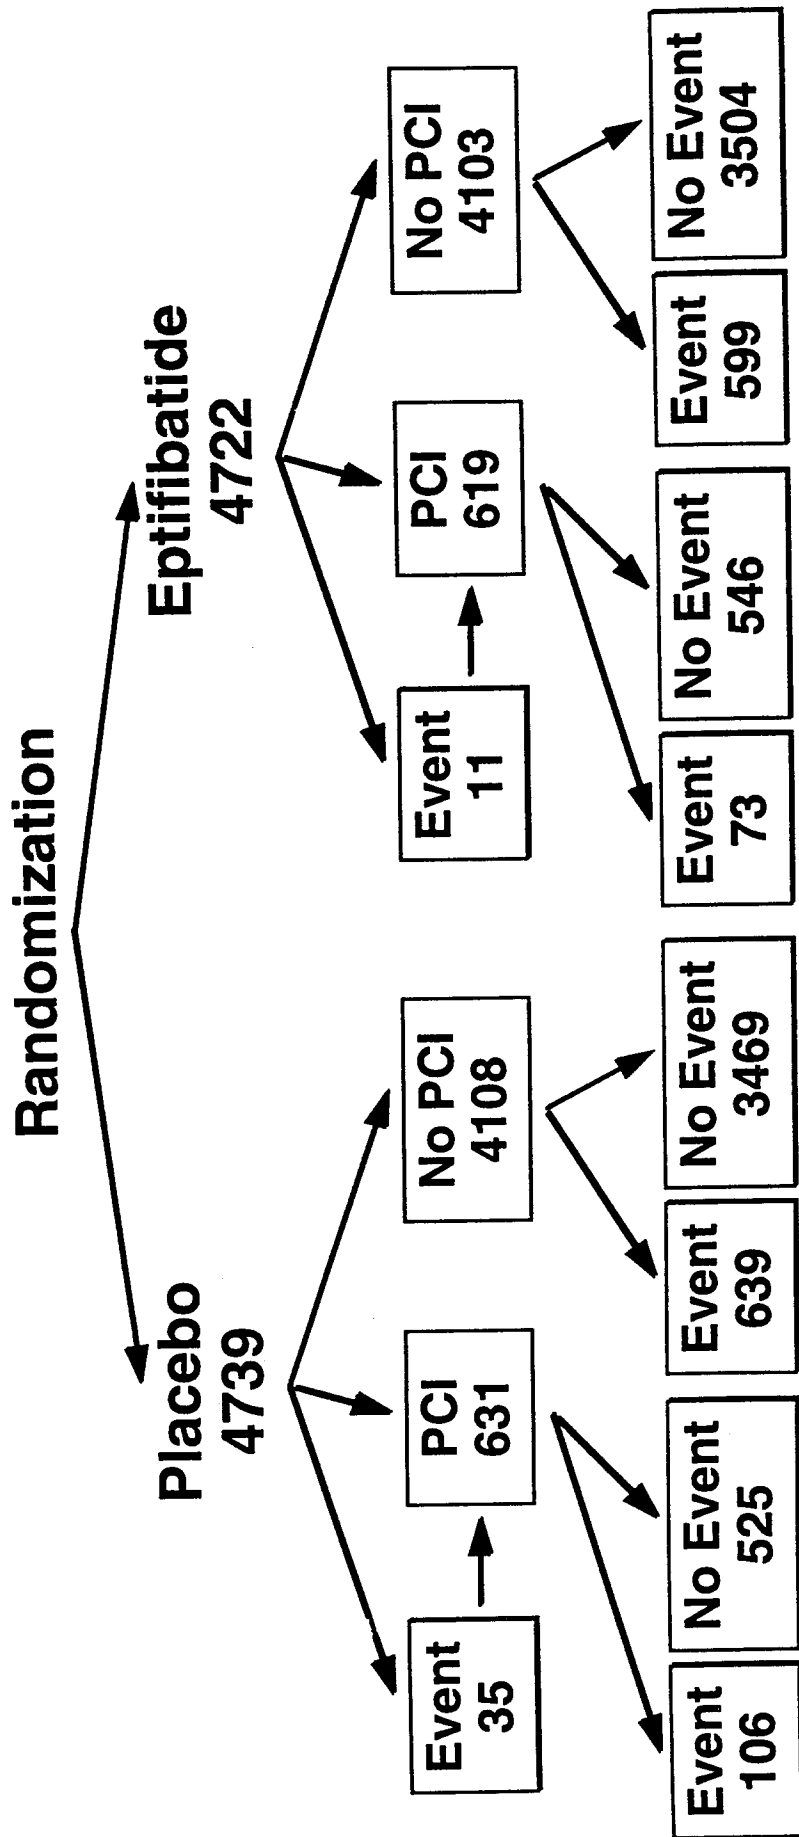 Randomization
Placebo
4739
Eptifibatide
4722
Event
35
PCI
631
No PCI
4108
Event
11
PCI
619
No PCI
4103
Event
106
No Event
525
Event
639
No Event
3469
Event
73
No Event
546
Event
599
No Event
3504